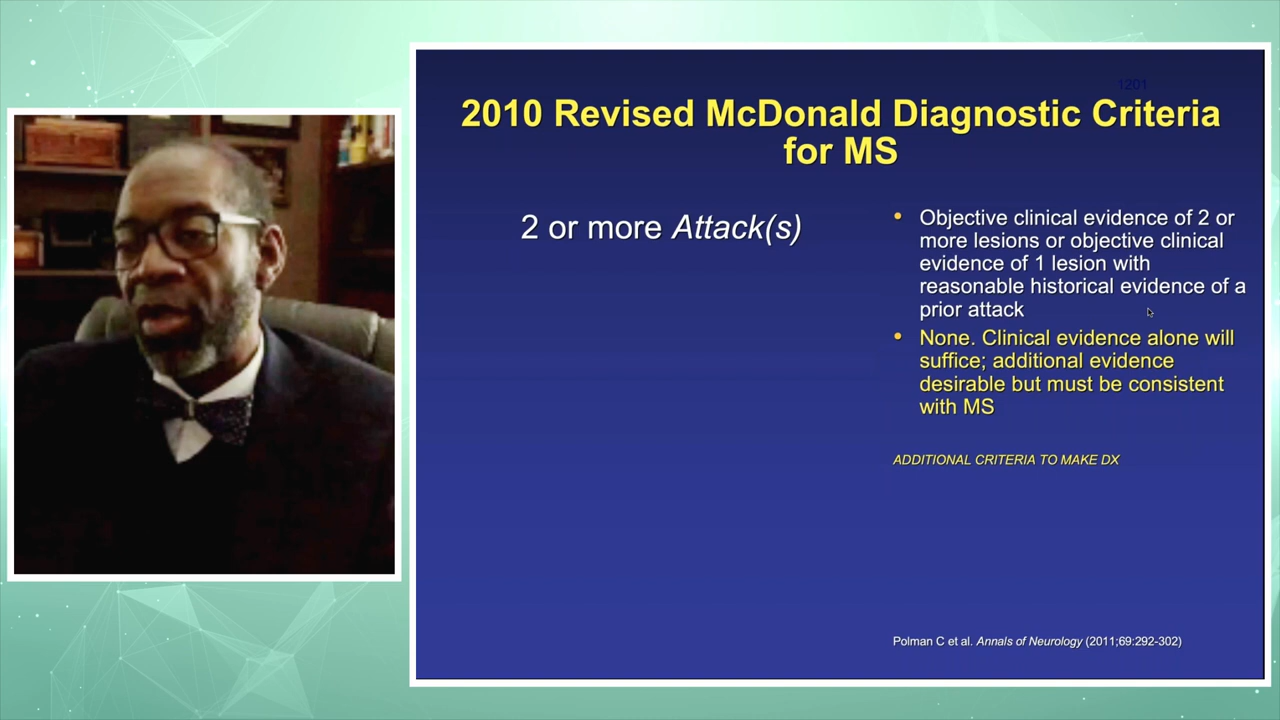 1201
2010 Revised McDonald Diagnostic Criteria
for MS
2 or more Attack(s)
• Objective clinical evidence of 2 or
more lesions or objective clinical
evidence of 1 lesion with
reasonable historical evidence of a
prior attack
• None. Clinical evidence alone will
suffice; additional evidence
desirable but must be consistent
with MS
ADDITIONAL CRITERIA TO MAKE DX
Polman C et al. Annals of Neurology (2011;69:292-302)